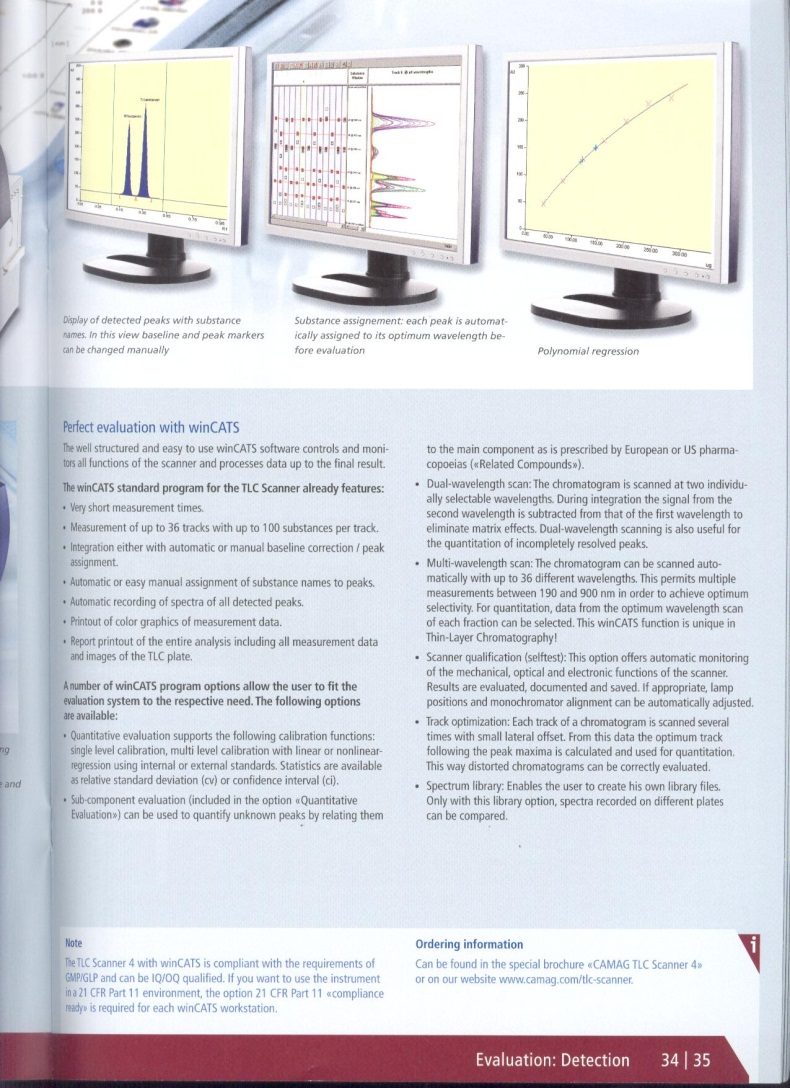 Display of detected peaks with substance
names. In this view baseline and peak markers
can be changed manually
Substance assignement: each peak is automat-
ically assigned to its optimum wavelength be-
fore evaluation
Polynomial regression
Perfect evaluation with winCATS
The well structured and easy to use winCATS software controls and moni-
tors all functions of the scanner and processes data up to the final result.
The winCATS standard program for the TLC Scanner already features:
• Very short measurement times.
• Measurement of up to 36 tracks with up to 100 substances per track.
• Integration either with automatic or manual baseline correction / peak
assignment.
• Automatic or easy manual assignment of substance names to peaks.
• Automatic recording of spectra of all detected peaks.
• Printout of color graphics of measurement data.
• Report printout of the entire analysis including all measurement data
and images of the TLC plate.
A number of winCATS program options allow the user to fit the
evaluation system to the respective need. The following options
are available:
• Quantitative evaluation supports the following calibration functions:
single level calibration, multi level calibration with linear or nonlinear-
regression using internal or external standards. Statistics are available
as relative standard deviation (cv) or confidence interval (ci).
• Sub-component evaluation (included in the option «Quantitative
Evaluation») can be used to quantify unknown peaks by relating them
to the main component as is prescribed by European or US pharma-
copoeias («Related Compounds»).
• Dual-wavelength scan: The chromatogram is scanned at two individu-
ally selectable wavelengths. During integration the signal from the
second wavelength is subtracted from that of the first wavelength to
eliminate matrix effects. Dual-wavelength scanning is also useful for
the quantitation of incompletely resolved peaks.
• Multi-wavelength scan: The chromatogram can be scanned auto-
matically with up to 36 different wavelengths. This permits multiple
measurements between 190 and 900 nm in order to achieve optimum
selectivity. For quantitation, data from the optimum wavelength scan
of each fraction can be selected. This winCATS function is unique in
Thin-Layer Chromatography!
• Scanner qualification (selftest): This option offers automatic monitoring
of the mechanical, optical and electronic functions of the scanner.
Results are evaluated, documented and saved. If appropriate, lamp
positions and monochromator alignment can be automatically adjusted.
• Track optimization: Each track of a chromatogram is scanned several
times with small lateral offset. From this data the optimum track
following the peak maxima is calculated and used for quantitation.
This way distorted chromatograms can be correctly evaluated.
• Spectrum library: Enables the user to create his own library files.
Only with this library option, spectra recorded on different plates
can be compared.
ng
and
Note
The TLC Scanner 4 with winCATS is compliant with the requirements of
GMP/GLP and can be IQ/OQ qualified. If you want to use the instrument
in a 21 CFR Part 11 environment, the option 21 CFR Part 11 «compliance
ready» is required for each winCATS workstation.
Ordering information
Can be found in the special brochure «CAMAG TLC Scanner 4»
or on our website www.camag.com/tlc-scanner.
i
Evaluation: Detection 34 | 35